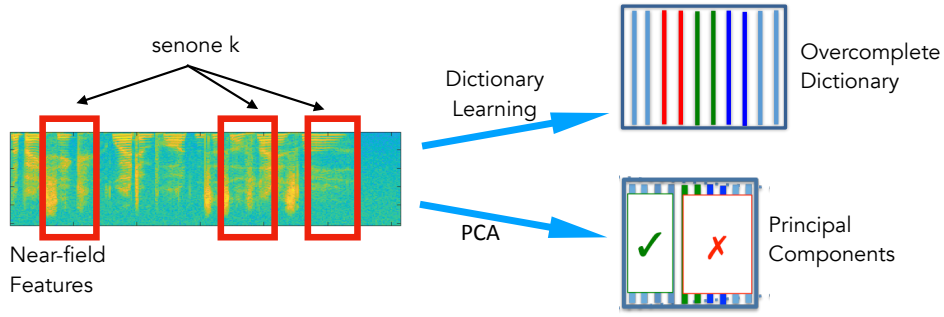 senone k
Dictionary
Learning
Overcomplete
Dictionary
Near-field
Features
PCA
Principal
Components